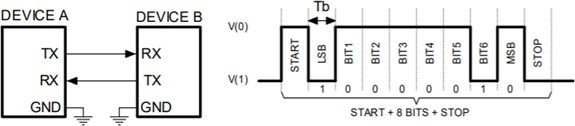 DEVICE A DEVICE B
TX RX
RX TX
GND GND
Tb
V(0)
START LSB BIT1 BIT2 BIT3 BIT4 BIT5 BIT6 MSB STOP
V(1)
1 0 0 0 0 0 1 0
START + 8 BITS + STOP